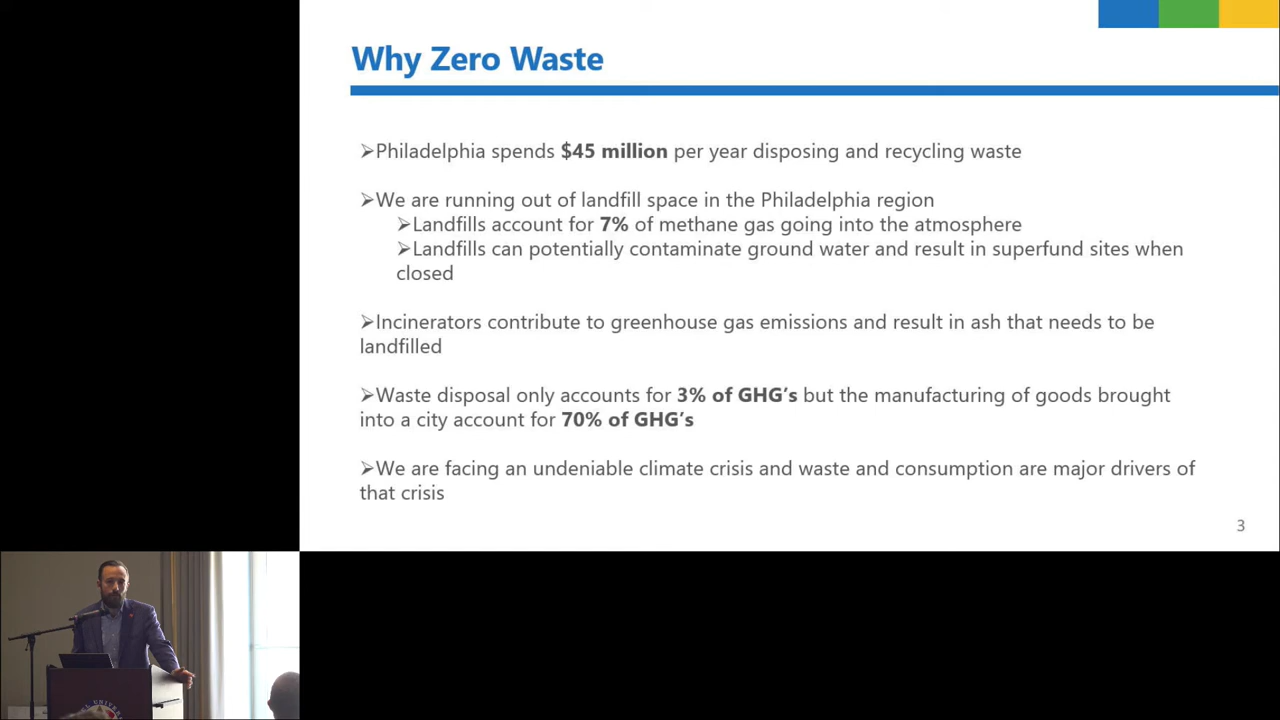 Why Zero Waste
➢Philadelphia spends $45 million per year disposing and recycling waste
➢We are running out of landfill space in the Philadelphia region
➢Landfills account for 7% of methane gas going into the atmosphere
➢Landfills can potentially contaminate ground water and result in superfund sites when
closed
➢Incinerators contribute to greenhouse gas emissions and result in ash that needs to be
landfilled
➢Waste disposal only accounts for 3% of GHG's but the manufacturing of goods brought
into a city account for 70% of GHG's
➢We are facing an undeniable climate crisis and waste and consumption are major drivers of
that crisis
3